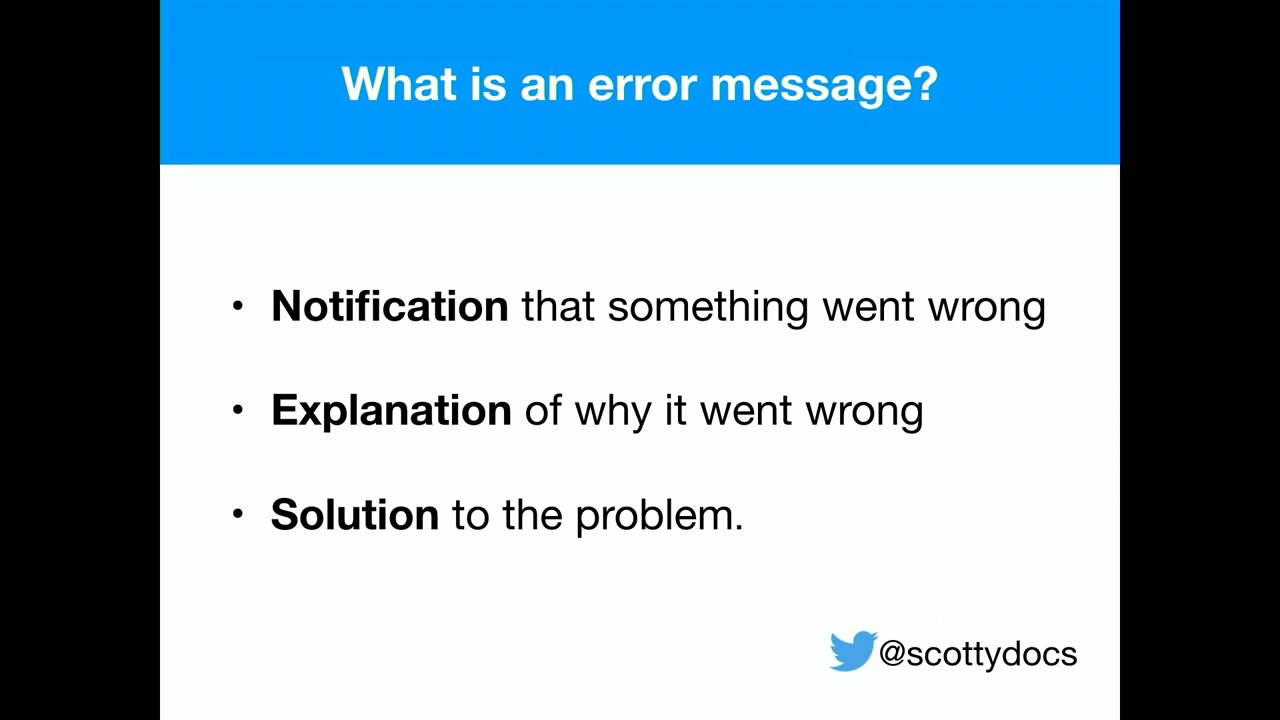 What is an error message?
• Notification that something went wrong
• Explanation of why it went wrong
• Solution to the problem.
@scottydocs